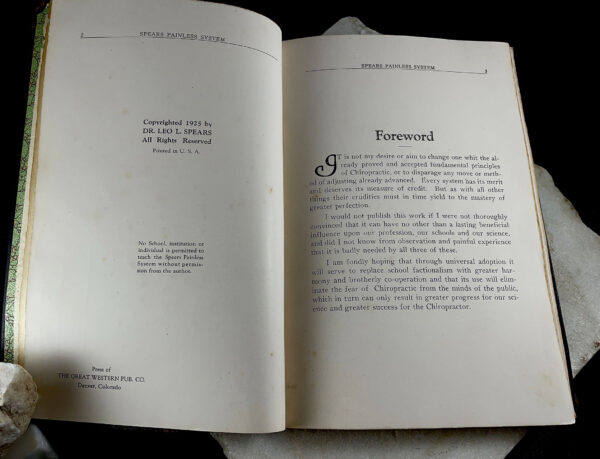 2 SPEARS PAINLESS SYSTEM
Copyrighted 1925 by
DR. LEO L. SPEARS
All Rights Reserved
Printed in U. S. A.
No School, institution or
individual is permitted to
teach the Spears Painless
System without permis-
sion from the author.
Press of
THE GREAT WESTERN PUB. CO.
Denver, Colorado
SPEARS PAINLESS SYSTEM 3
Foreword
IT is not my desire or aim to change one whit the al-
ready proved and accepted fundamental principles
of Chiropractic, or to disparage any move or meth-
od of adjusting already advanced. Every system has its merit
and deserves its measure of credit. But as with all other
things their crudities must in time yield to the mastery of
greater perfection.
I would not publish this work if I were not thoroughly
convinced that it can have no other than a lasting beneficial
influence upon our profession, our schools and our science,
and did I not know from observation and painful experience
that it is badly needed by all three of these.
I am fondly hoping that through universal adoption it
will serve to replace school factionalism with greater har-
mony and brotherly co-operation and that its use will elim-
inate the fear of Chiropractic from the minds of the public,
which in turn can only result in greater progress for our sci-
ence and greater success for the Chiropractor.